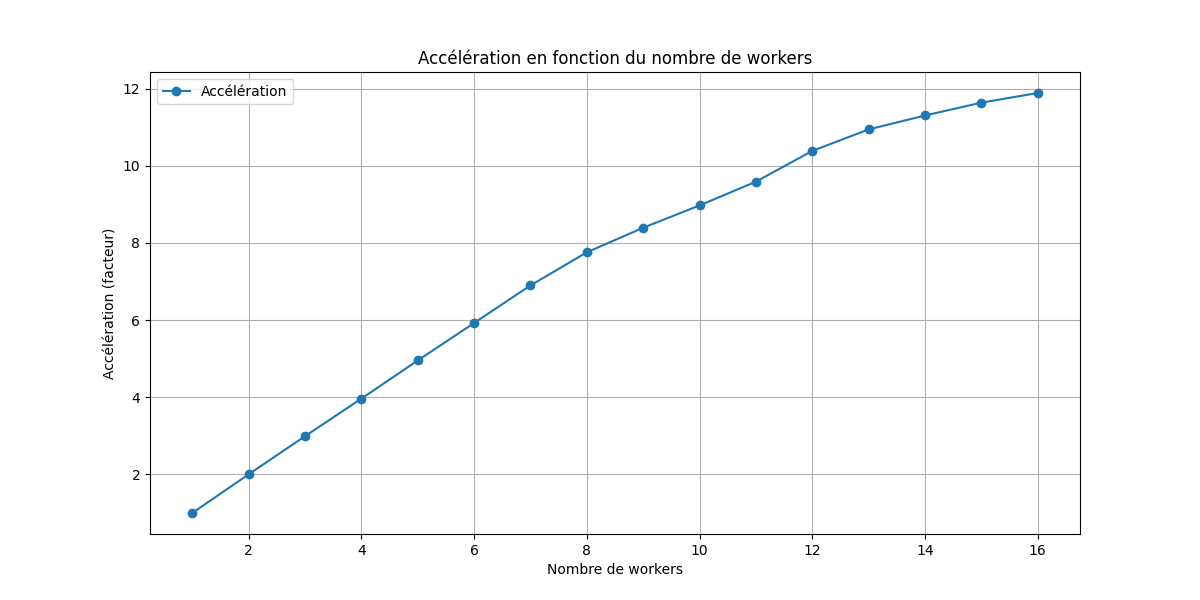 Accélération en fonction du nombre de workers
Accélération
Accélération (facteur)
12
10
8
6
4
2
2 4 6 8 10 12 14 16
Nombre de workers